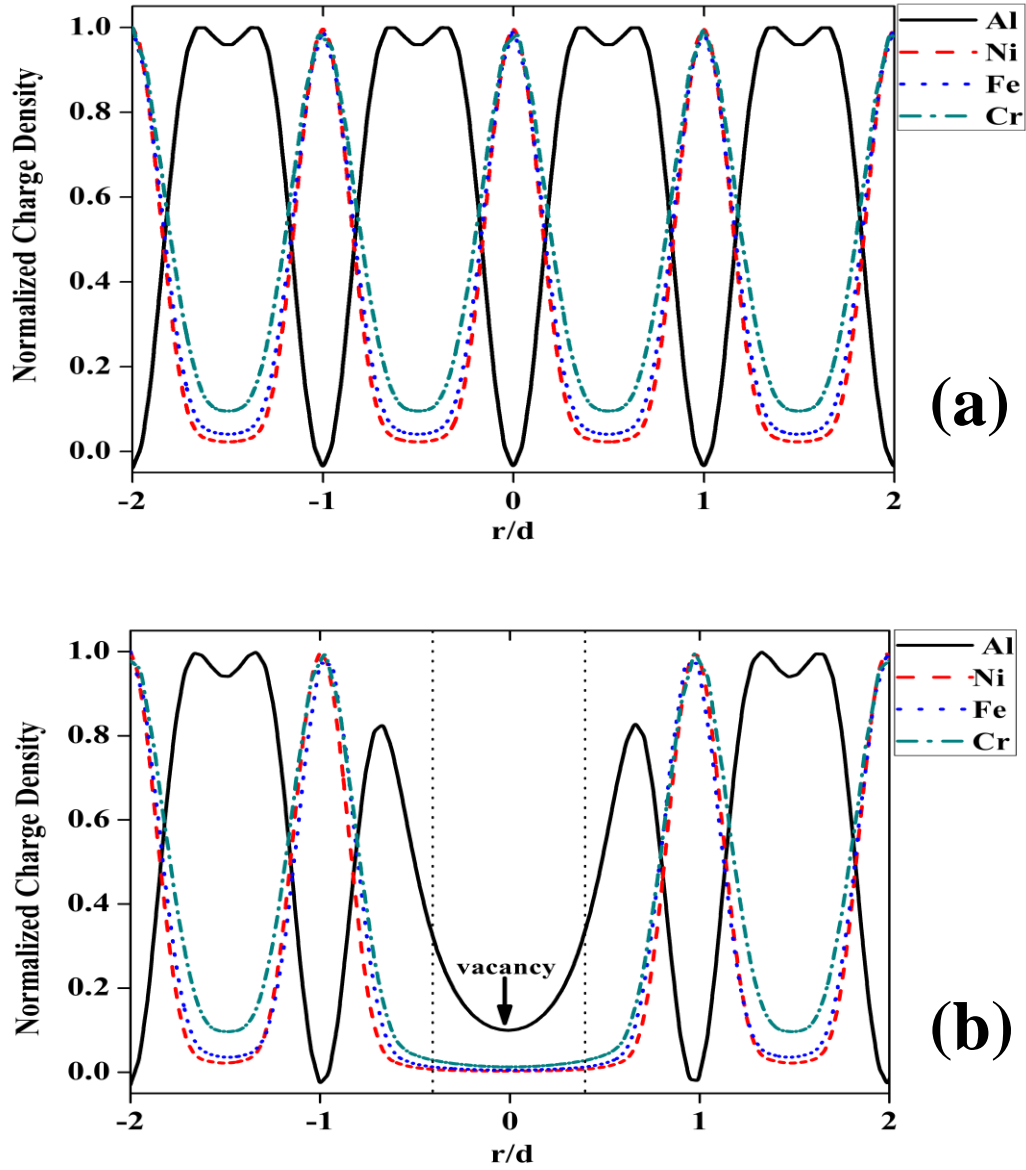 Normalized Charge Density
1.0
0.8
0.6
0.4
0.2
0.0
-2
-1
0
1
2
r/d
Al
Ni
Fe
Cr
(a)
Normalized Charge Density
1.0
0.8
0.6
0.4
0.2
0.0
-2
-1
0
1
2
r/d
vacancy
Al
Ni
Fe
Cr
(b)